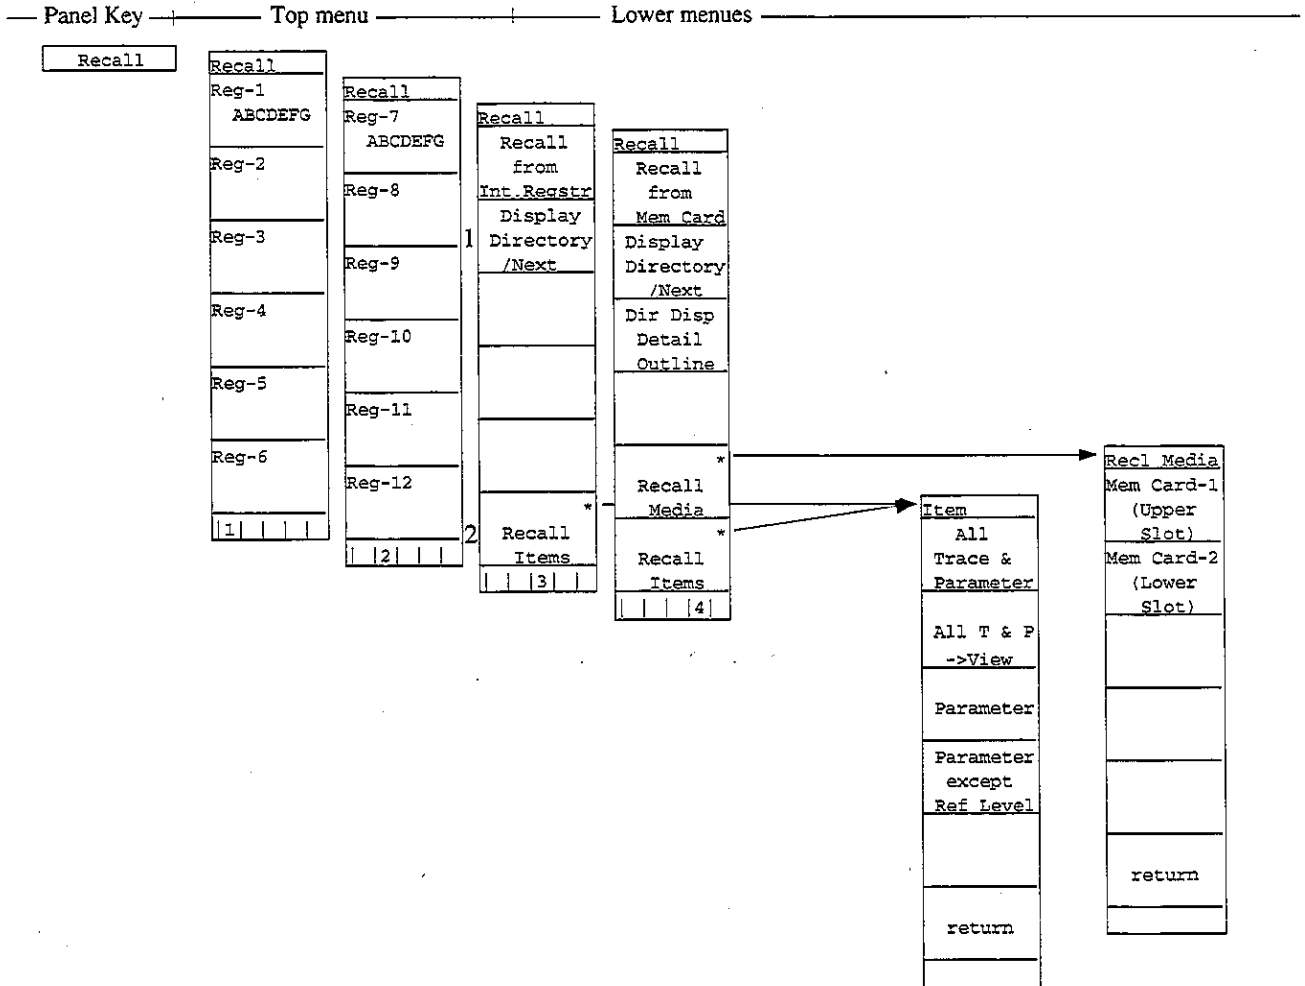 Panel Key
Top menu
Lower menues
Recall
Recall
Reg-1
ABCDEFG
Reg-2
Reg-3
Reg-4
Reg-5
Reg-6
1
Recall
Reg-7
ABCDEFG
Reg-8
Reg-9
Reg-10
Reg-11
Reg-12
2
1
2
Recall
Recall
from
Int.Regstr
Display
Directory
/Next
*
Recall
Items
3
Recall
Recall
from
Mem Card
Display
Directory
/Next
Dir Disp
Detail
Outline
*
Recall
Media
*
Recall
Items
4
Item
All
Trace &
Parameter
All T & P
->View
Parameter
Parameter
except
Ref Level
return
Recl Media
Mem Card-1
(Upper
Slot)
Mem Card-2
(Lower
Slot)
return